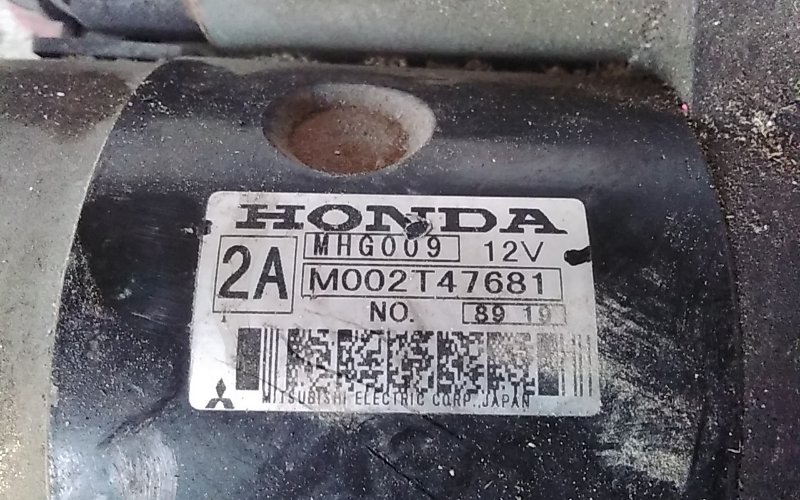 HONDA
2A
MHG009 12V
M002T47681
NO. 89 19
MITSUBISHI ELECTRIC CORP., JAPAN